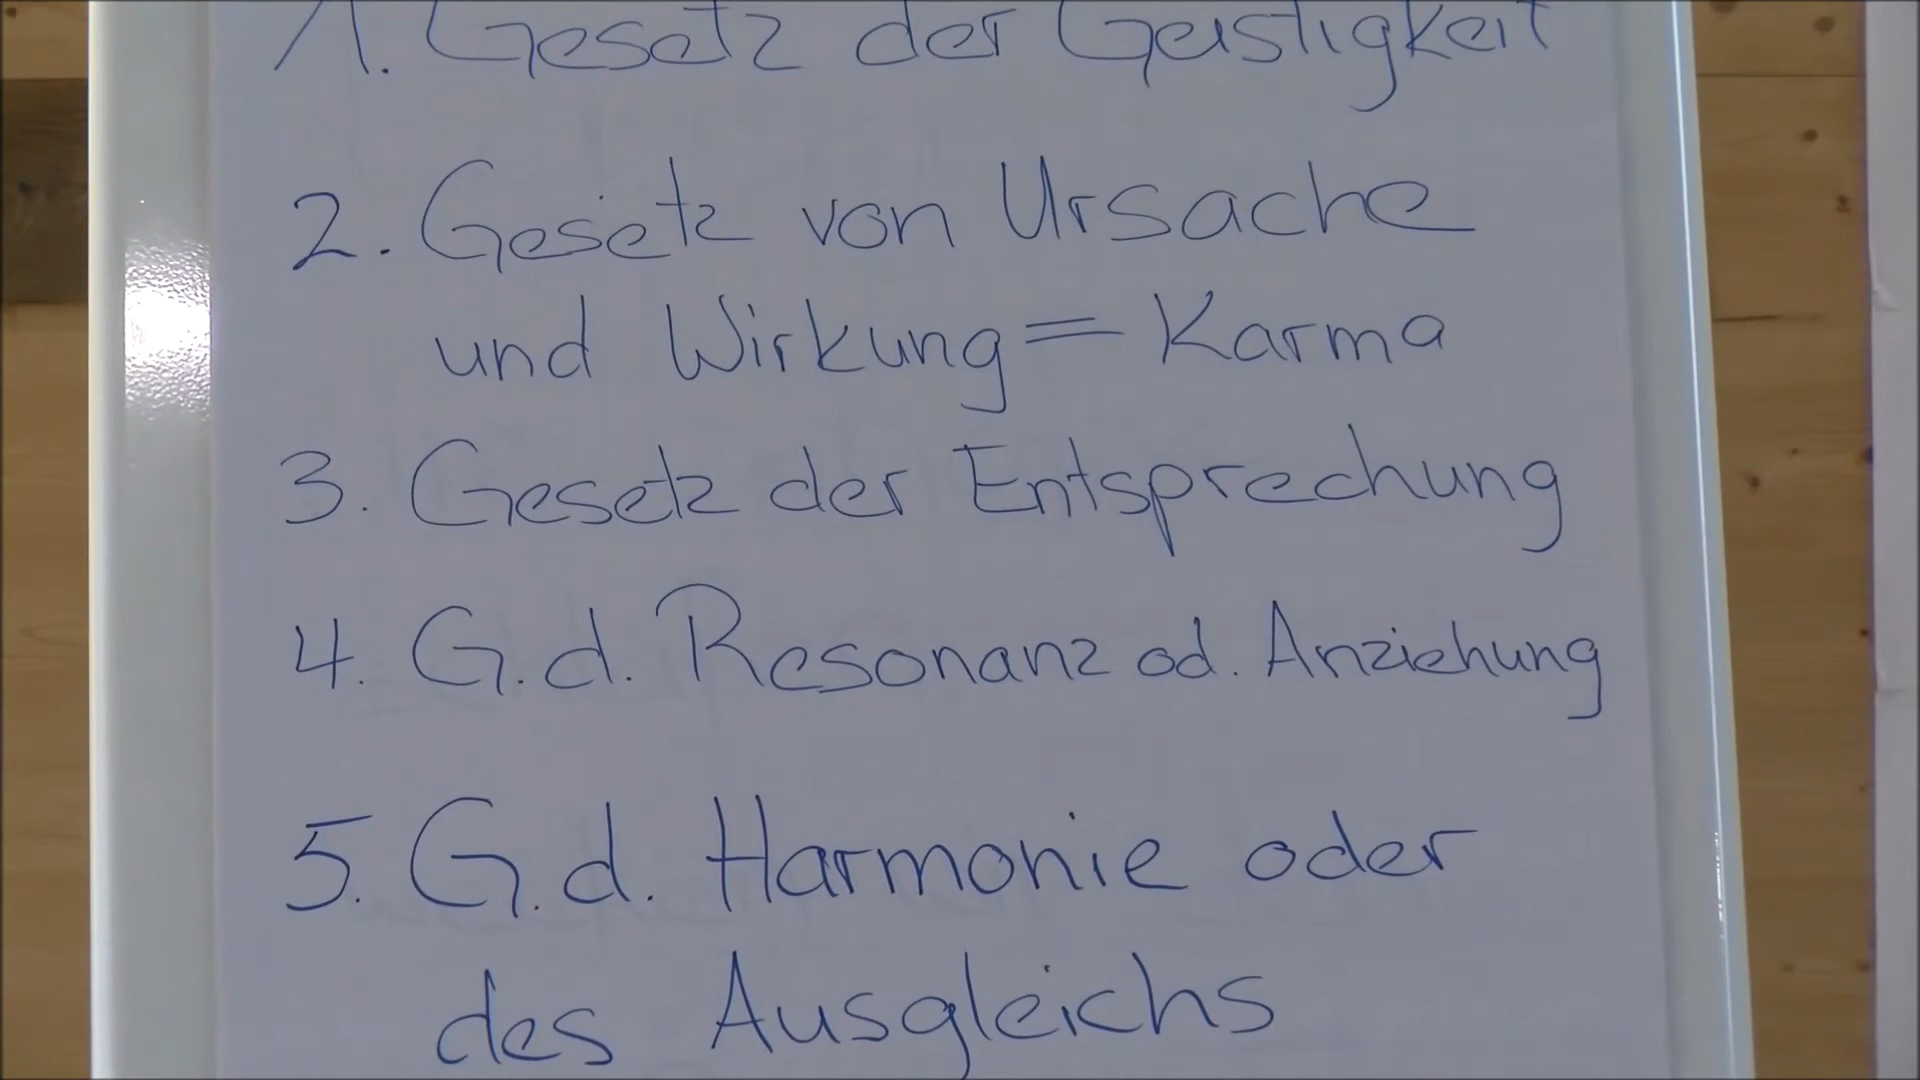 1. Gesetz der Geistigkeit
2. Gesetz von Ursache
und Wirkung = Karma
3. Gesetz der Entsprechung
4. G.d. Resonanz od. Anziehung
5. G.d. Harmonie oder
des Ausgleichs